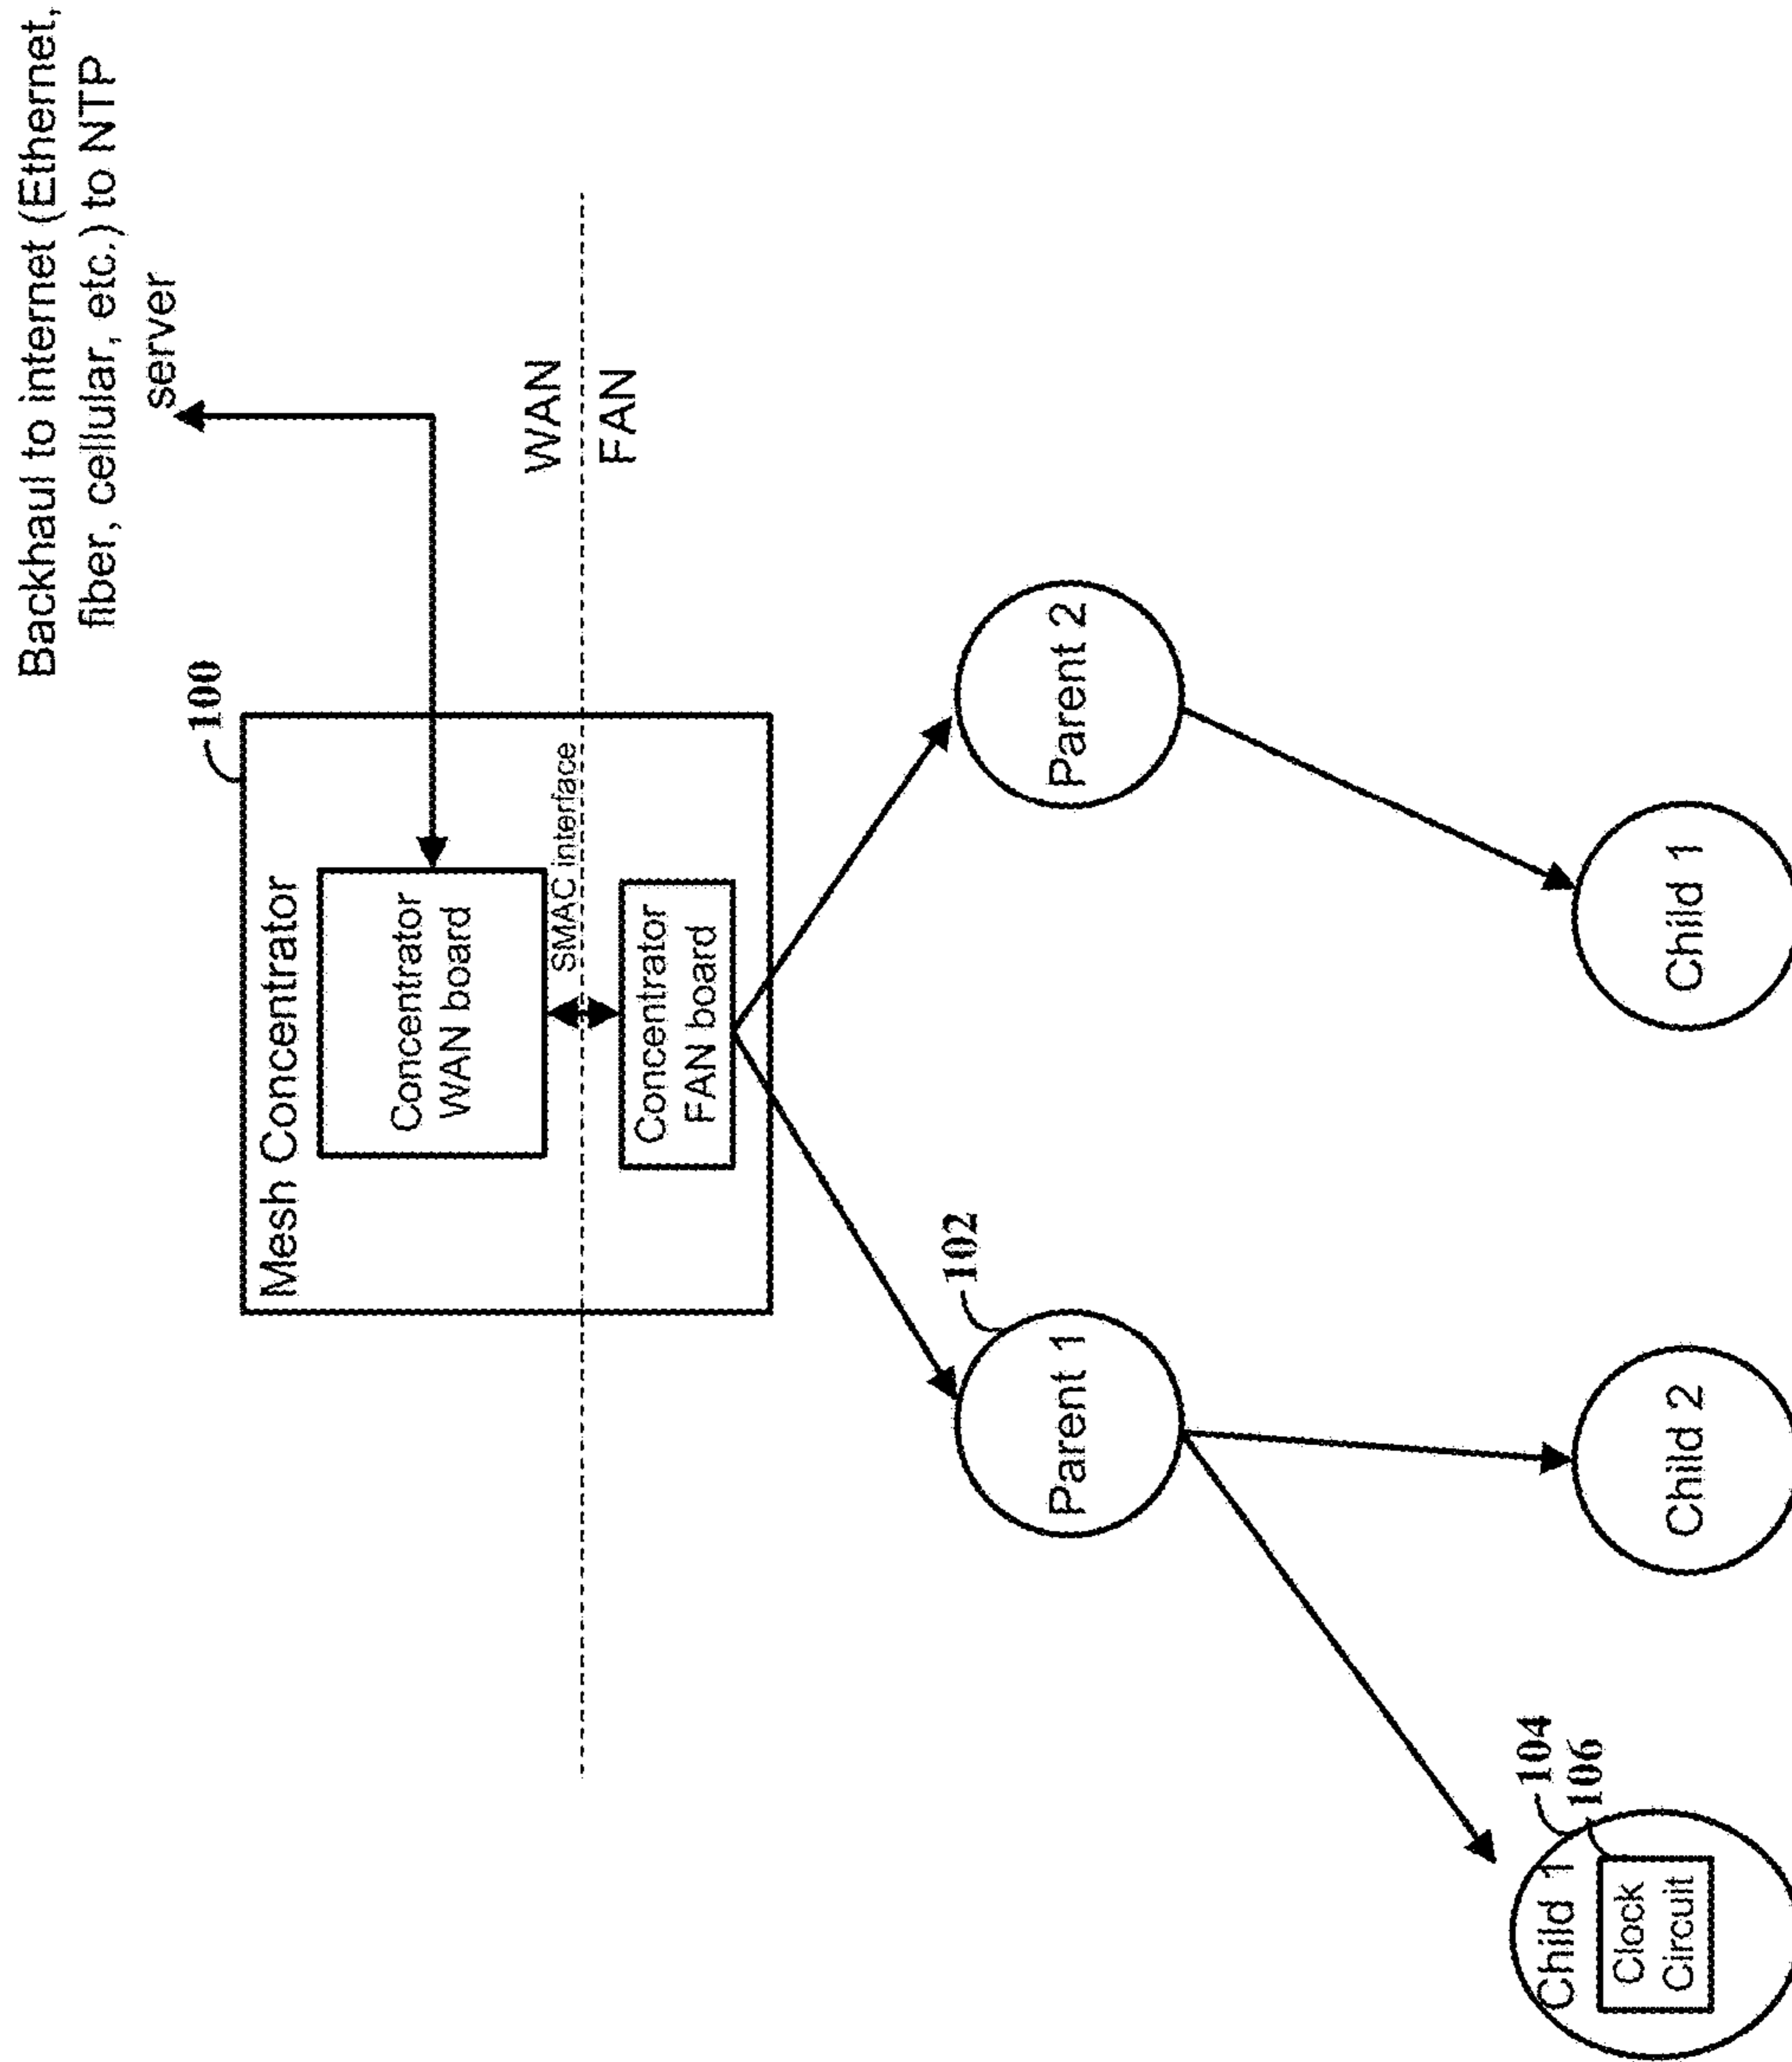 Backhaul to internet (Ethernet,
fiber, cellular, etc.) to NTP
server
100
Mesh Concentrator
Concentrator
WAN board
SMAC interface
WAN
FAN
Concentrator
FAN board
102
Parent 1
Parent 2
104
106
Child 1
Clock
Circuit
Child 2
Child 1